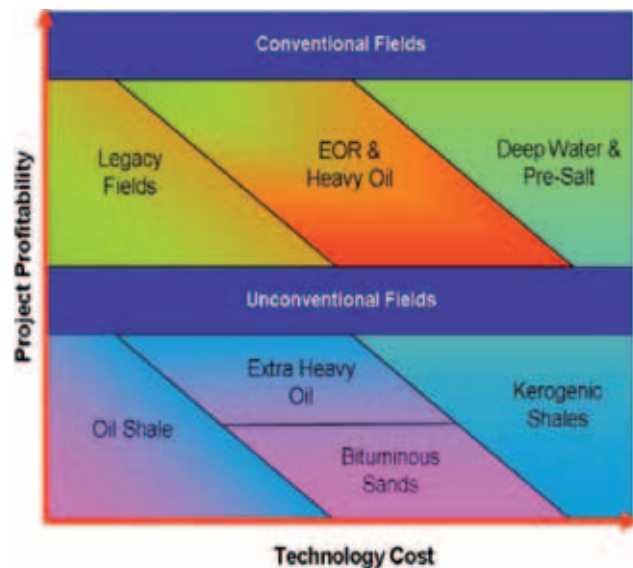 Conventional Fields
Legacy
Fields
EOR &
Heavy Oil
Deep Water &
Pre-Salt
Project Profitability
Unconventional Fields
Oil Shale
Extra Heavy
Oil
Bituminous
Sands
Kerogenic
Shales
Technology Cost